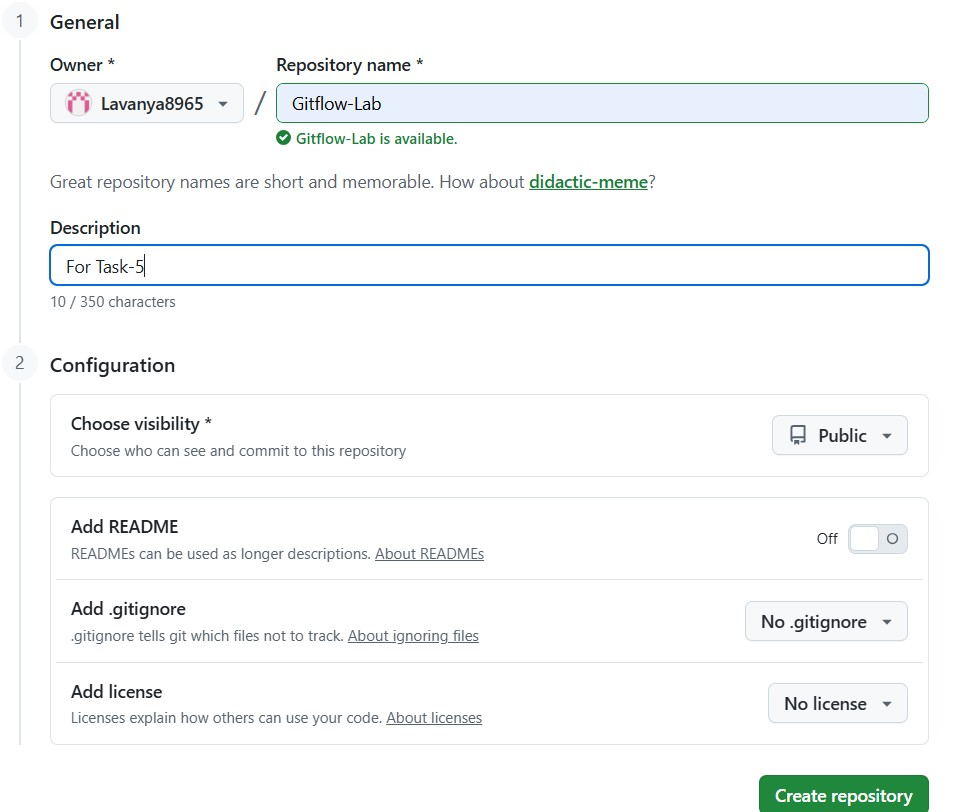 1 General
Owner * Repository name *
Lavanya8965 / Gitflow-Lab
Gitflow-Lab is available.
Great repository names are short and memorable. How about didactic-meme?
Description
For Task-5
10 / 350 characters
2 Configuration
Choose visibility *
Choose who can see and commit to this repository
Public
Add README
READMEs can be used as longer descriptions. About READMEs
Off
Add .gitignore
.gitignore tells git which files not to track. About ignoring files
No .gitignore
Add license
Licenses explain how others can use your code. About licenses
No license
Create repository